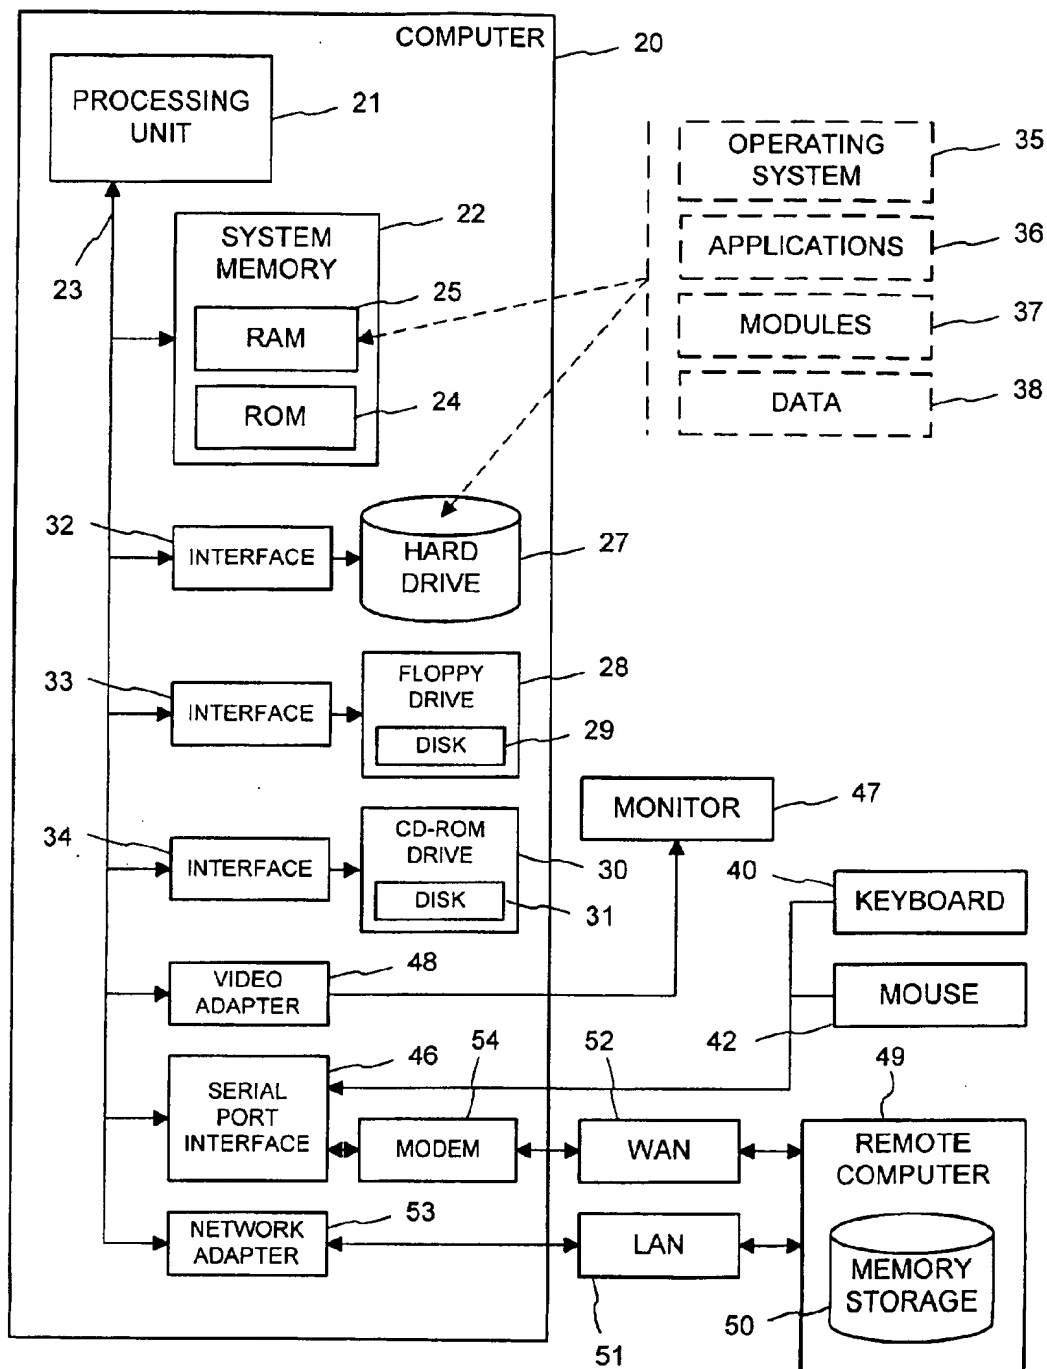 COMPUTER
20
PROCESSING
UNIT
21
23
SYSTEM
MEMORY
22
RAM
25
ROM
24
OPERATING
SYSTEM
35
APPLICATIONS
36
MODULES
37
DATA
38
32
INTERFACE
HARD
DRIVE
27
33
INTERFACE
FLOPPY
DRIVE
28
DISK
29
34
INTERFACE
CD-ROM
DRIVE
30
DISK
31
MONITOR
47
40
KEYBOARD
MOUSE
42
VIDEO
ADAPTER
48
46
SERIAL
PORT
INTERFACE
54
MODEM
52
WAN
49
REMOTE
COMPUTER
NETWORK
ADAPTER
53
LAN
51
MEMORY
STORAGE
50